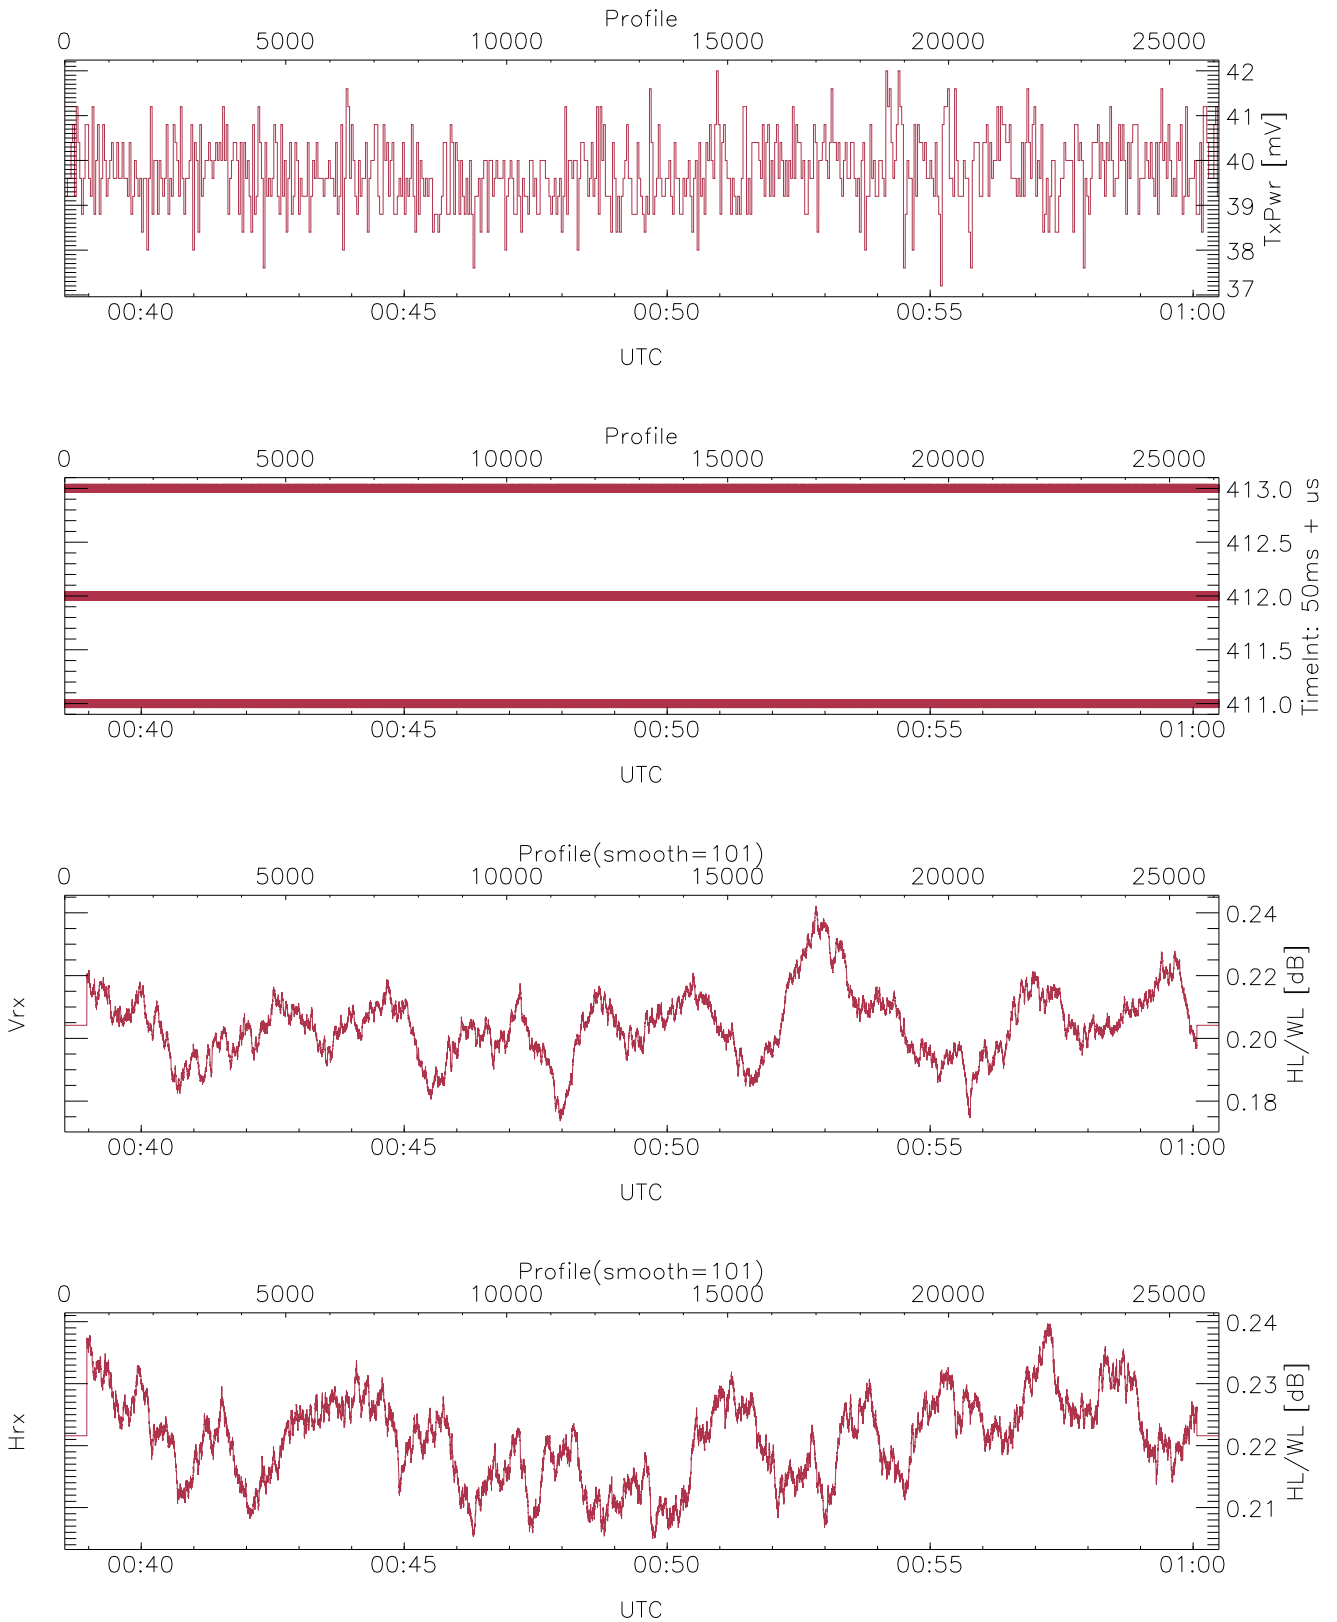 Profile
0 5000 10000 15000 20000 25000
42
41
40
39
38
37
TxPwr [mV]
00:40 00:45 00:50 00:55 01:00
UTC
Profile
0 5000 10000 15000 20000 25000
413.0
412.5
412.0
411.5
411.0
TimeInt: 50ms + us
00:40 00:45 00:50 00:55 01:00
UTC
Profile(smooth=101)
0 5000 10000 15000 20000 25000
Vrx
0.24
0.22
0.20
0.18
HL/WL [dB]
00:40 00:45 00:50 00:55 01:00
UTC
Profile(smooth=101)
0 5000 10000 15000 20000 25000
Hrx
0.24
0.23
0.22
0.21
HL/WL [dB]
00:40 00:45 00:50 00:55 01:00
UTC